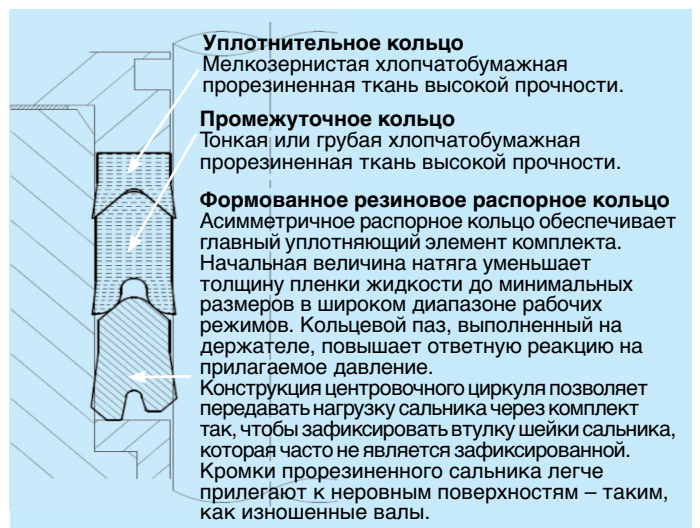 Уплотнительное кольцо
Мелкозернистая хлопчатобумажная
прорезиненная ткань высокой прочности.
Промежуточное кольцо
Тонкая или грубая хлопчатобумажная
прорезиненная ткань высокой прочности.
Формованное резиновое распорное кольцо
Асимметричное распорное кольцо обеспечивает
главный уплотняющий элемент комплекта.
Начальная величина натяга уменьшает
толщину пленки жидкости до минимальных
размеров в широком диапазоне рабочих
режимов. Кольцевой паз, выполненный на
держателе, повышает ответную реакцию на
прилагаемое давление.
Конструкция центровочного циркуля позволяет
передавать нагрузку сальника через комплект
так, чтобы зафиксировать втулку шейки сальника,
которая часто не является зафиксированной.
Кромки прорезиненного сальника легче
прилегают к неровным поверхностям – таким,
как изношенные валы.